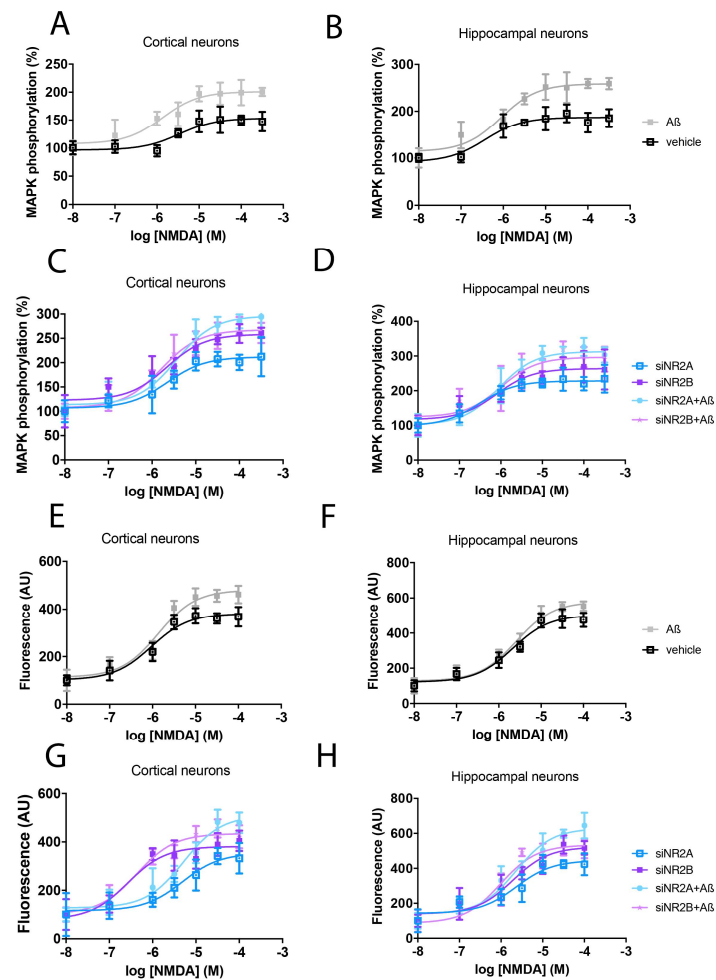 A
Cortical neurons
MAPK phosphorylation (%)
250
200
150
100
50
0
-8 -7 -6 -5 -4 -3
log [NMDA] (M)
B
Hippocampal neurons
MAPK phosphorylation (%)
300
200
100
0
-8 -7 -6 -5 -4 -3
log [NMDA] (M)
Aß
vehicle
C
Cortical neurons
MAPK phosphorylation (%)
300
250
200
150
100
50
0
-8 -7 -6 -5 -4 -3
log [NMDA] (M)
D
Hippocampal neurons
MAPK phosphorylation (%)
400
300
200
100
0
-8 -7 -6 -5 -4 -3
log [NMDA] (M)
siNR2A
siNR2B
siNR2A+Aß
siNR2B+Aß
E
Cortical neurons
Fluorescence (AU)
600
400
200
0
-8 -7 -6 -5 -4 -3
log [NMDA] (M)
F
Hippocampal neurons
Fluorescence (AU)
800
600
400
200
0
-8 -7 -6 -5 -4 -3
log [NMDA] (M)
Aß
vehicle
G
Cortical neurons
Fluorescence (AU)
600
400
200
0
-8 -7 -6 -5 -4 -3
log [NMDA] (M)
H
Hippocampal neurons
Fluorescence (AU)
800
600
400
200
0
-8 -7 -6 -5 -4 -3
log [NMDA] (M)
siNR2A
siNR2B
siNR2A+Aß
siNR2B+Aß